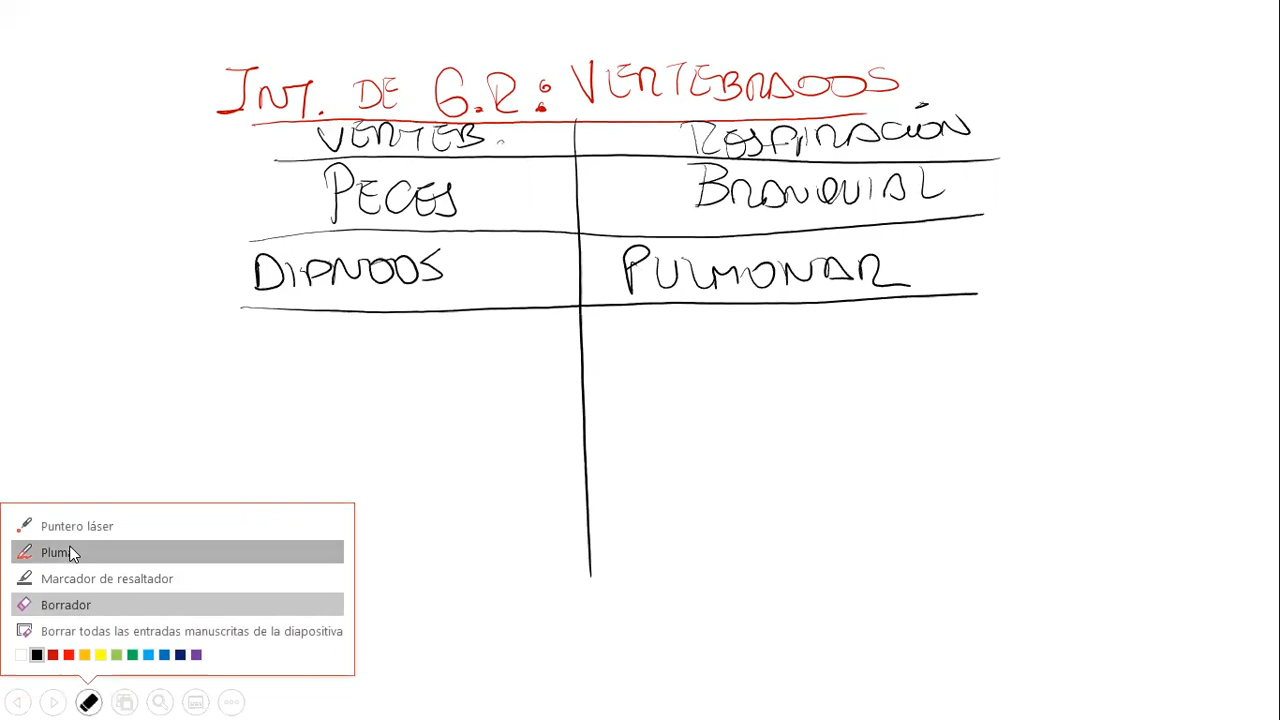 INT. DE G.R: VERTEBRADOS
VERTEB. RESPIRACIÓN
PECES BRANQUIAL
DIPNOOS PULMONAR
Puntero láser
Pluma
Marcador de resaltador
Borrador
Borrar todas las entradas manuscritas de la diapositiva